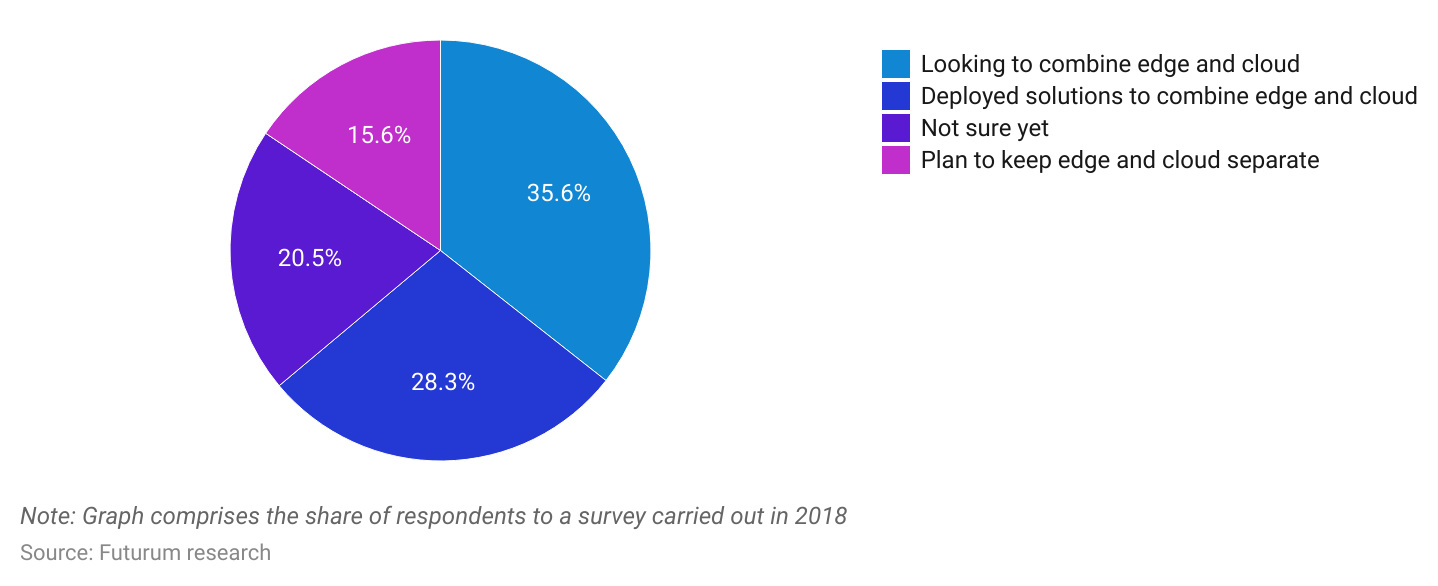 Looking to combine edge and cloud
Deployed solutions to combine edge and cloud
Not sure yet
Plan to keep edge and cloud separate
15.6%
35.6%
20.5%
28.3%
Note: Graph comprises the share of respondents to a survey carried out in 2018
Source: Futurum research